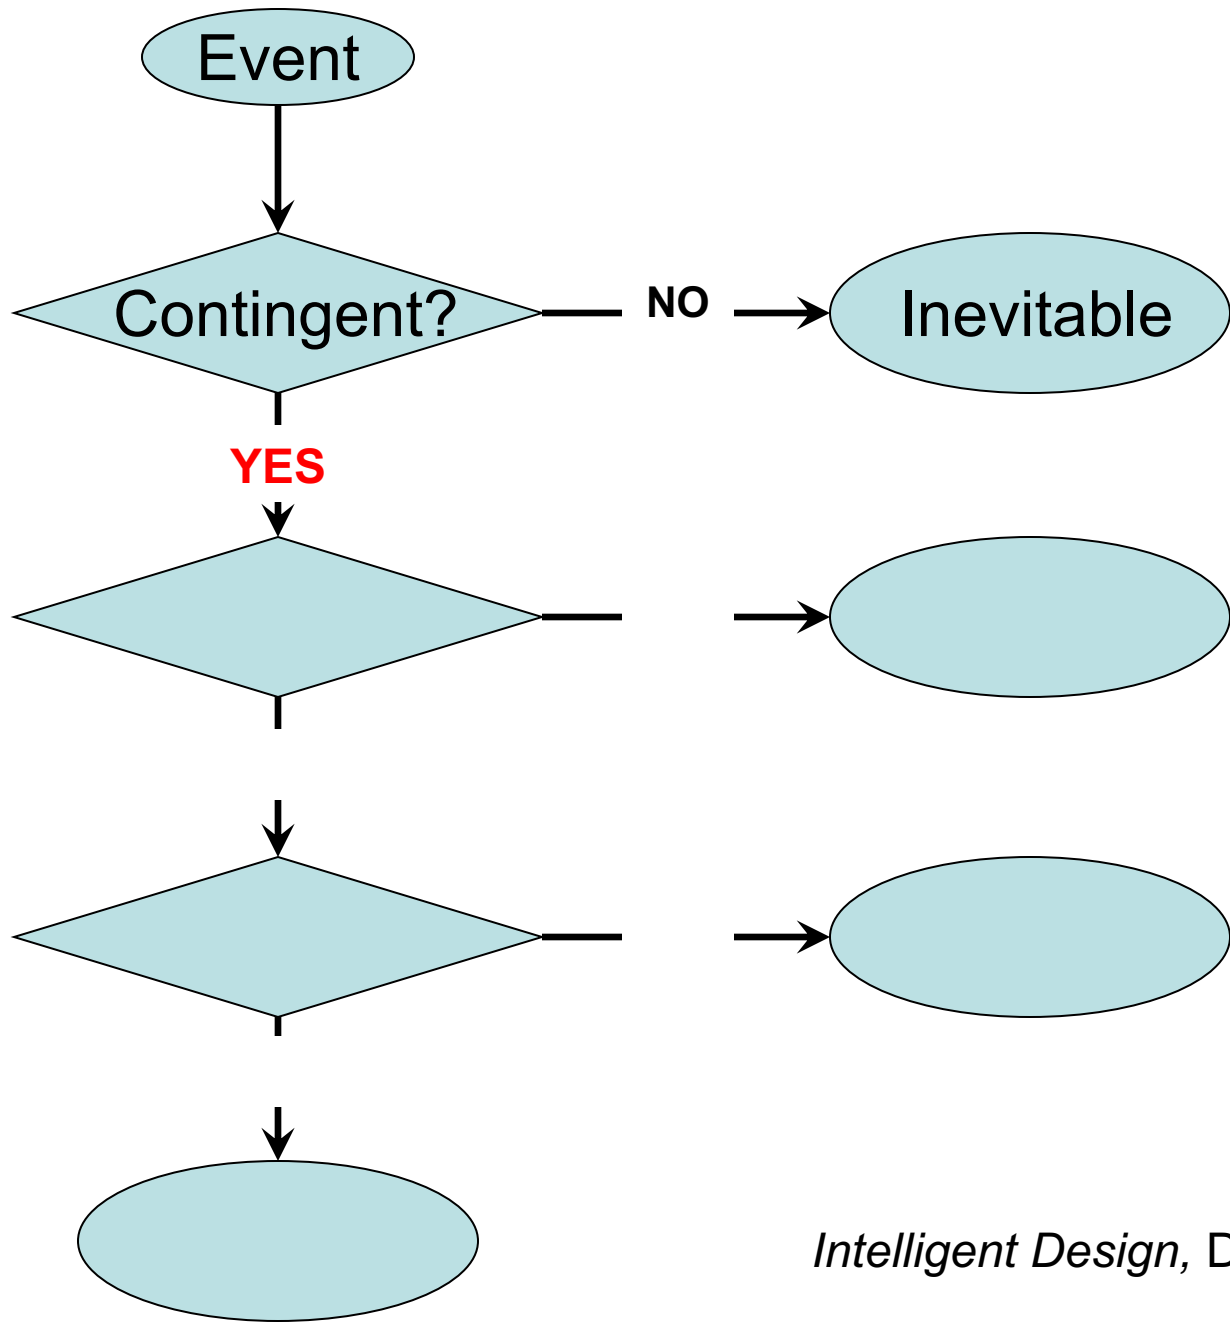 Event
Contingent?
NO
Inevitable
YES
Intelligent Design, D